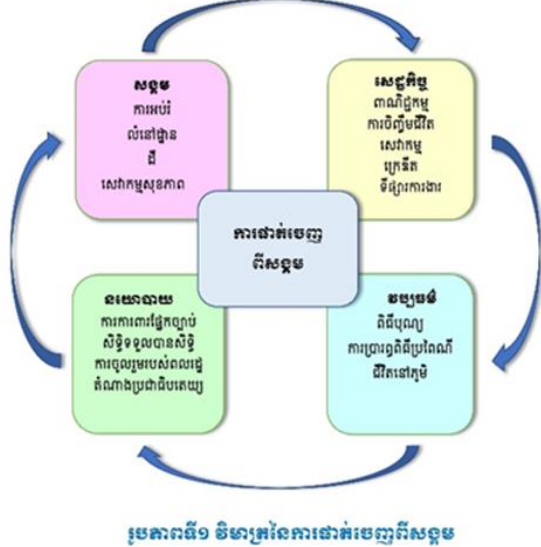 សង្គម
ការអប់រំ
លំនៅដ្ឋាន
ដី
សេវាកម្មសុខភាព
សេដ្ឋកិច្ច
ពាណិជ្ជកម្ម
ការចិញ្ចឹមជីវិត
សេវាកម្ម
ក្រេឌីត
ទីផ្សារការងារ
ការផាត់ចេញ
ពីសង្គម
នយោបាយ
ការការពារផ្នែកច្បាប់
សិទ្ធិទទួលបានសិទ្ធិ
ការចូលរួមរបស់ពលរដ្ឋ
តំណាងប្រជាធិបតេយ្យ
វប្បធម៌
ពិធីបុណ្យ
ការប្រារព្ធពិធីប្រពៃណី
ជីវិតនៅភូមិ
រូបភាពទី១ វិមាត្រនៃការផាត់ចេញពីសង្គម